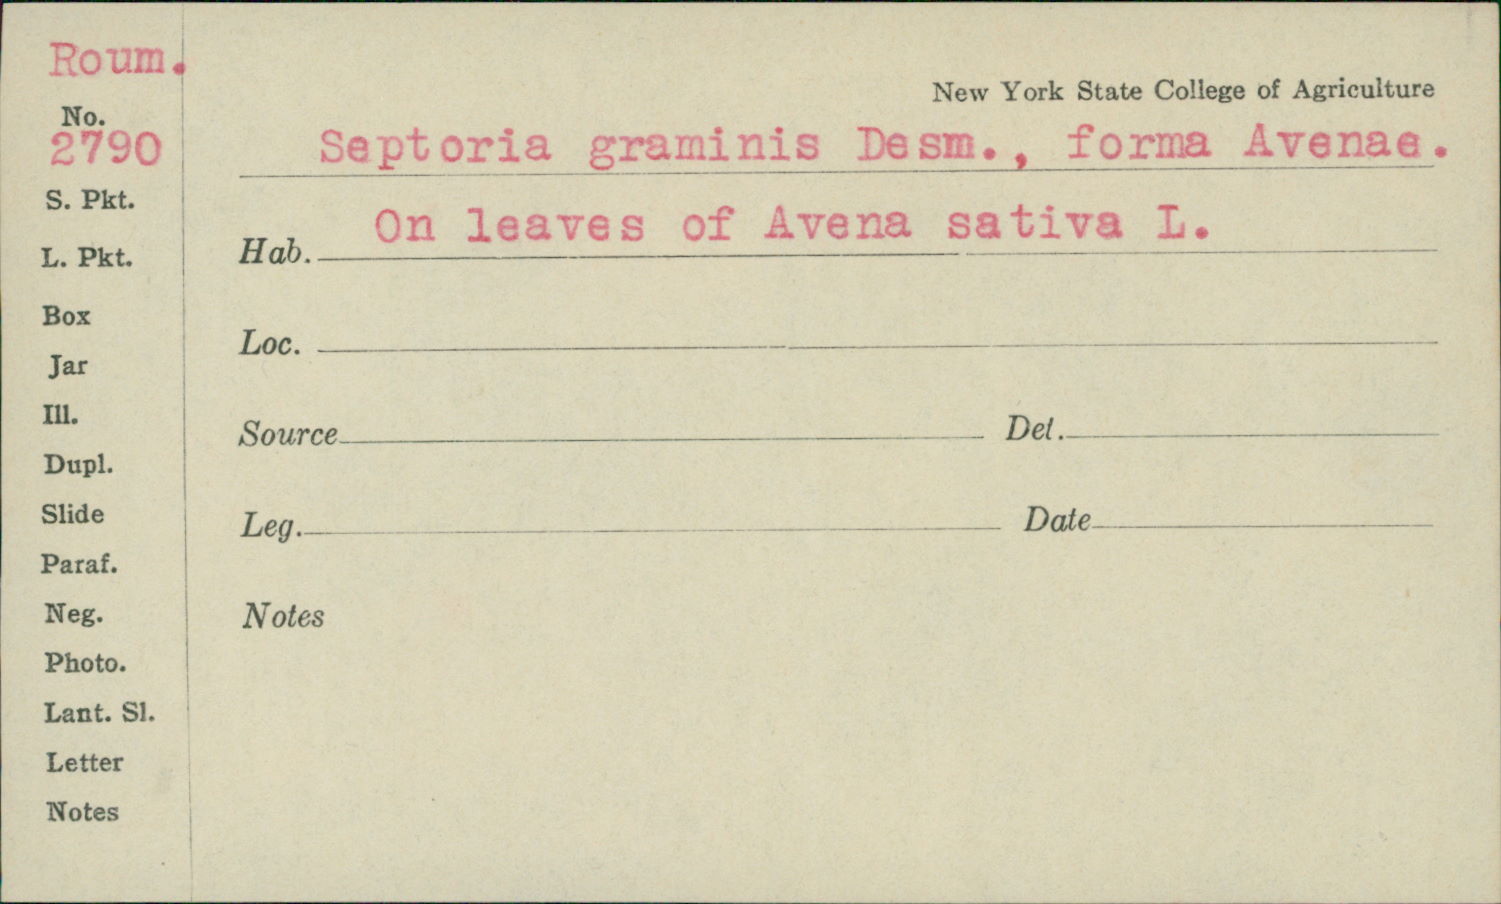 Roum.
No.
2790
S. Pkt.
L. Pkt.
Box
Jar
Ill.
Dupl.
Slide
Paraf.
Neg.
Photo.
Lant. Sl.
Letter
Notes
New York State College of Agriculture
Septoria graminis Desm., forma Avenae.
Hab. On leaves of Avena sativa L.
Loc.
Source Det.
Leg. Date
Notes